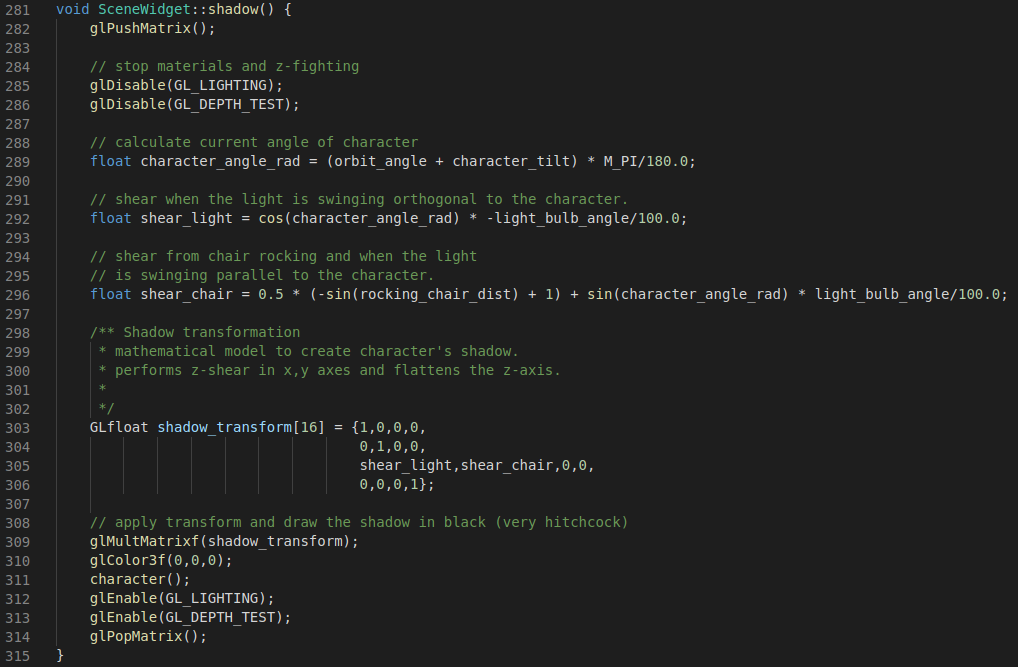 281 void SceneWidget::shadow() {
282     glPushMatrix();
283
284     // stop materials and z-fighting
285     glDisable(GL_LIGHTING);
286     glDisable(GL_DEPTH_TEST);
287
288     // calculate current angle of character
289     float character_angle_rad = (orbit_angle + character_tilt) * M_PI/180.0;
290
291     // shear when the light is swinging orthogonal to the character.
292     float shear_light = cos(character_angle_rad) * -light_bulb_angle/100.0;
293
294     // shear from chair rocking and when the light
295     // is swinging parallel to the character.
296     float shear_chair = 0.5 * (-sin(rocking_chair_dist) + 1) + sin(character_angle_rad) * light_bulb_angle/100.0;
297
298     /** Shadow transformation
299      * mathematical model to create character's shadow.
300      * performs z-shear in x,y axes and flattens the z-axis.
301      *
302      */
303     GLfloat shadow_transform[16] = {1,0,0,0,
304                                     0,1,0,0,
305                                     shear_light,shear_chair,0,0,
306                                     0,0,0,1};
307
308     // apply transform and draw the shadow in black (very hitchcock)
309     glMultMatrixf(shadow_transform);
310     glColor3f(0,0,0);
311     character();
312     glEnable(GL_LIGHTING);
313     glEnable(GL_DEPTH_TEST);
314     glPopMatrix();
315 }